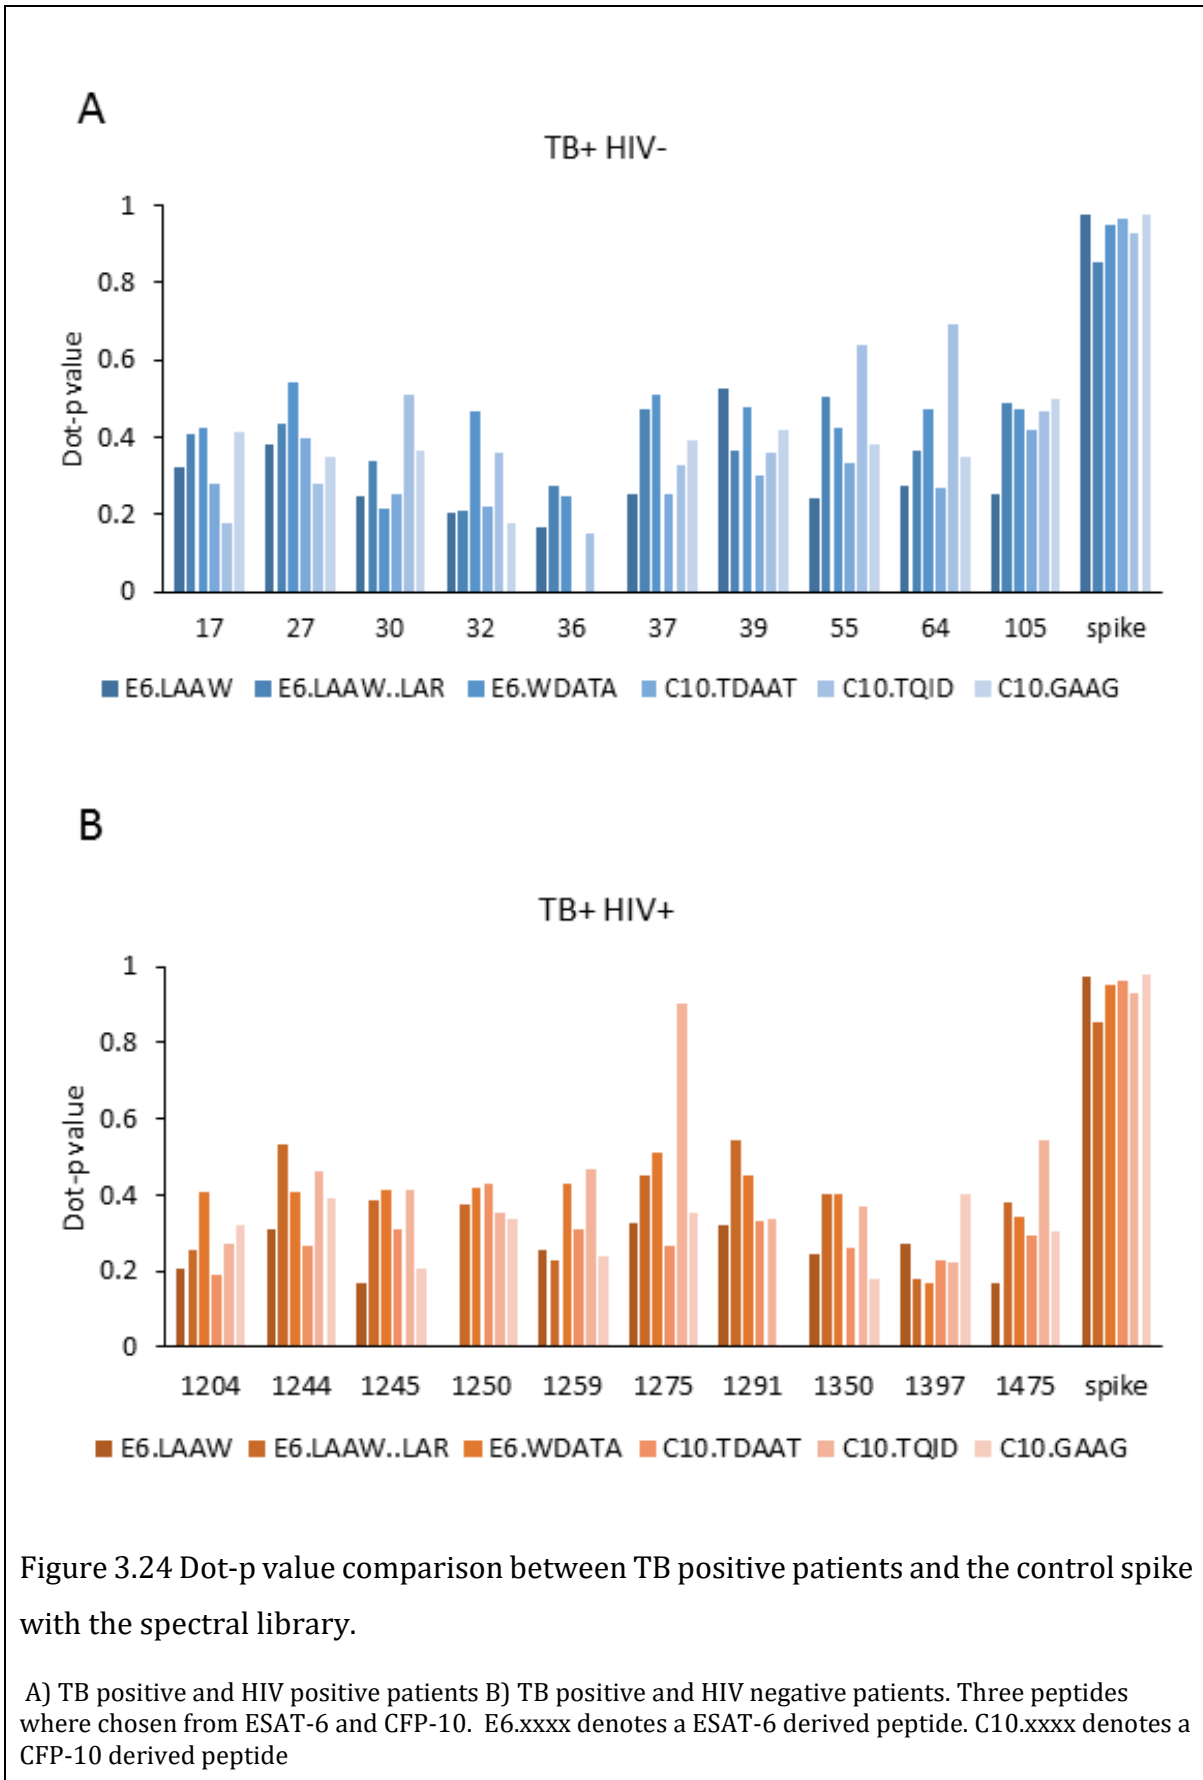 A
TB+ HIV-
1
0.8
0.6
0.4
0.2
0
Dot-p value
17 27 30 32 36 37 39 55 64 105 spike
E6.LAAW E6.LAAW..LAR E6.WDATA C10.TDAAT C10.TQID C10.GAAG
B
TB+ HIV+
1
0.8
0.6
0.4
0.2
0
Dot-p value
1204 1244 1245 1250 1259 1275 1291 1350 1397 1475 spike
E6.LAAW E6.LAAW..LAR E6.WDATA C10.TDAAT C10.TQID C10.GAAG
Figure 3.24 Dot-p value comparison between TB positive patients and the control spike
with the spectral library.
A) TB positive and HIV positive patients B) TB positive and HIV negative patients. Three peptides
where chosen from ESAT-6 and CFP-10. E6.xxxx denotes a ESAT-6 derived peptide. C10.xxxx denotes a
CFP-10 derived peptide